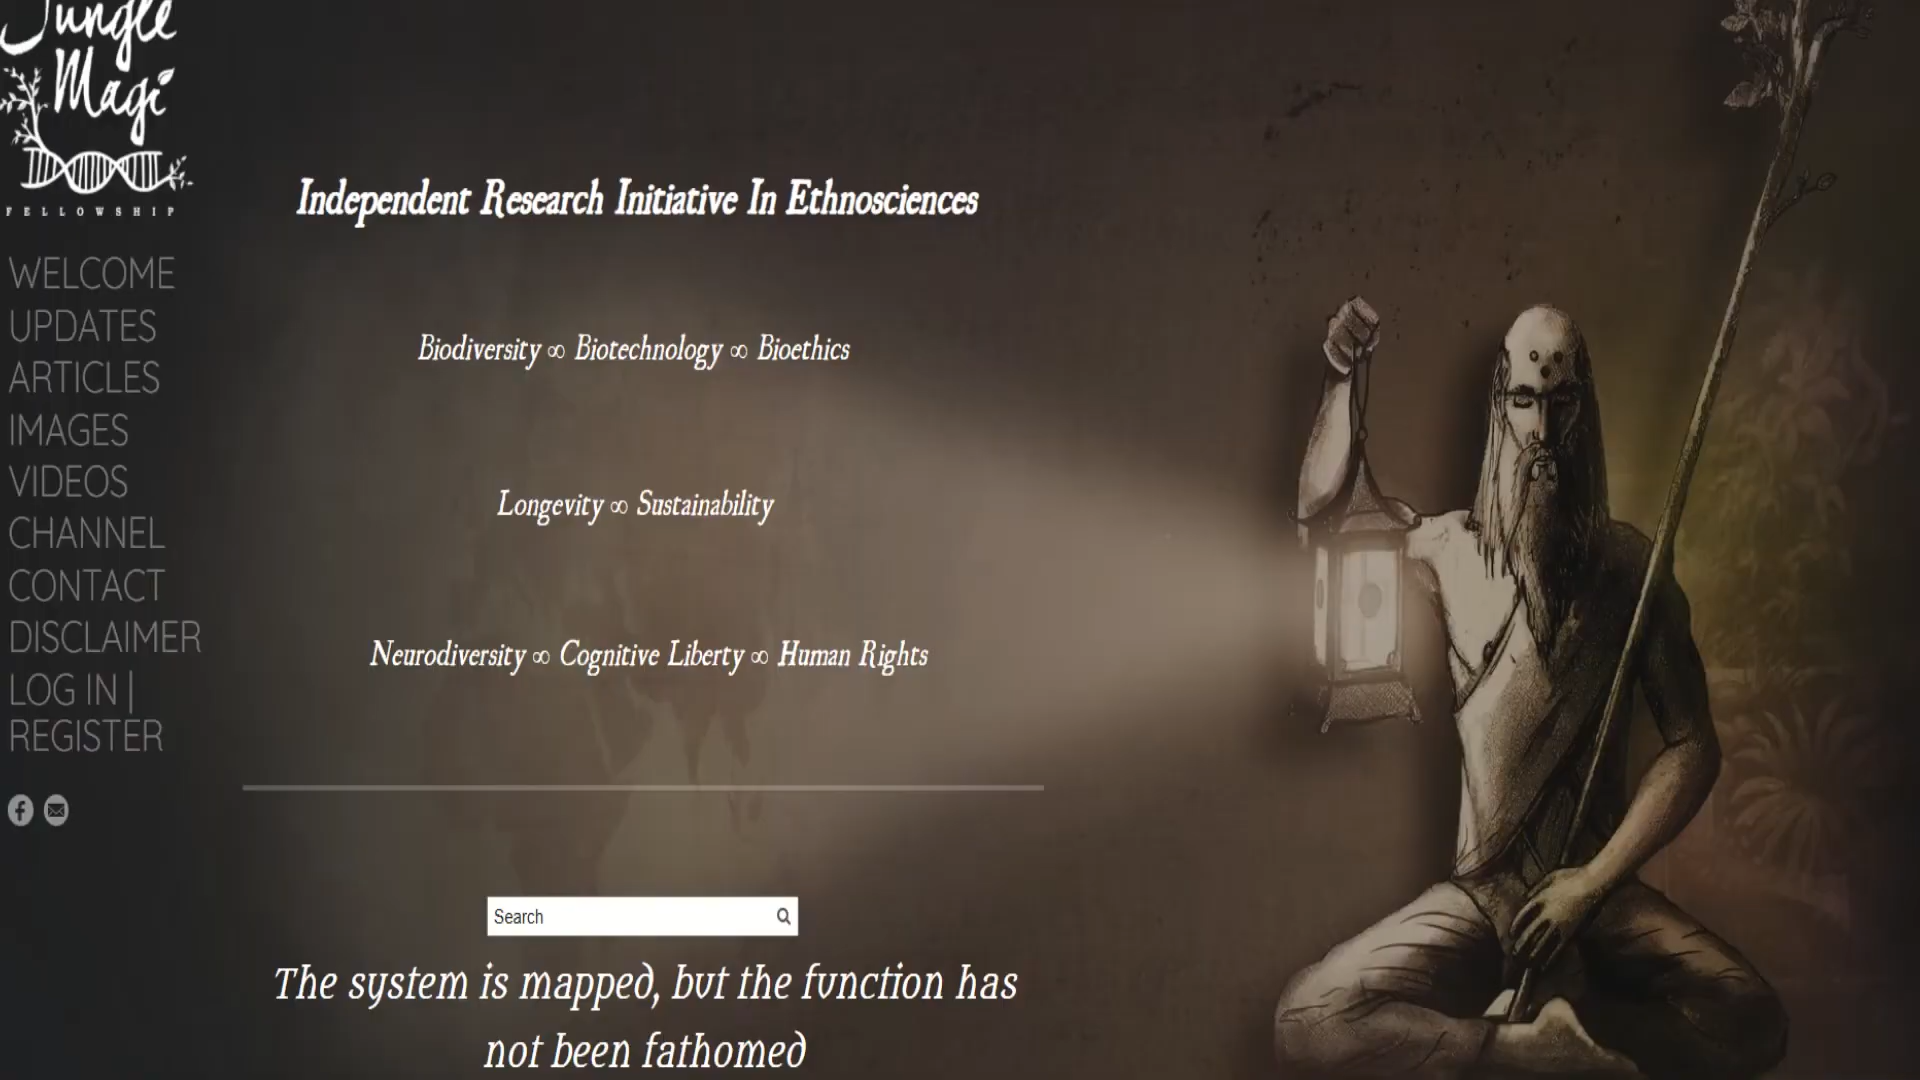 Jungle
Magi
FELLOWSHIP
WELCOME
UPDATES
ARTICLES
IMAGES
VIDEOS
CHANNEL
CONTACT
DISCLAIMER
LOG IN |
REGISTER
Independent Research Initiative In Ethnosciences
Biodiversity ∞ Biotechnology ∞ Bioethics
Longevity ∞ Sustainability
Neurodiversity ∞ Cognitive Liberty ∞ Human Rights
Search
The system is mapped, but the function has
not been fathomed